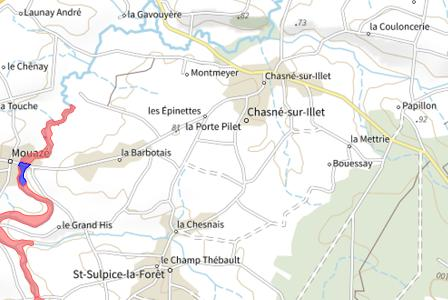 Launay André
la Gavouyère
82
73
la Couloncerie
le Chênay
Montmeyer
Chasné-sur-Illet
la Touche
les Épinettes
Chasné-sur-Illet
Papillon
81
la Porte Pilet
92
la Mettrie
Mouazé
la Barbotais
Bouessay
le Grand His
la Chesnais
le Champ Thébault
St-Sulpice-la-Forêt